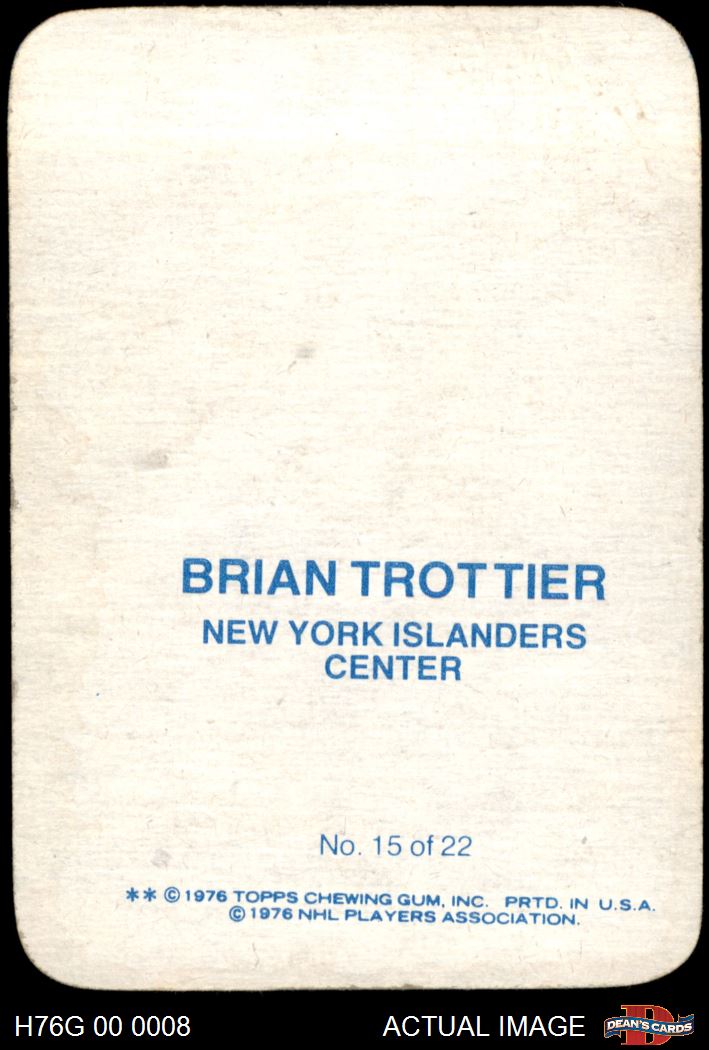 BRIAN TROTTIER
NEW YORK ISLANDERS
CENTER
No. 15 of 22
** © 1976 TOPPS CHEWING GUM, INC. PRTD. IN U.S.A.
© 1976 NHL PLAYERS ASSOCIATION.
H76G 00 0008 ACTUAL IMAGE D DEAN'S CARDS